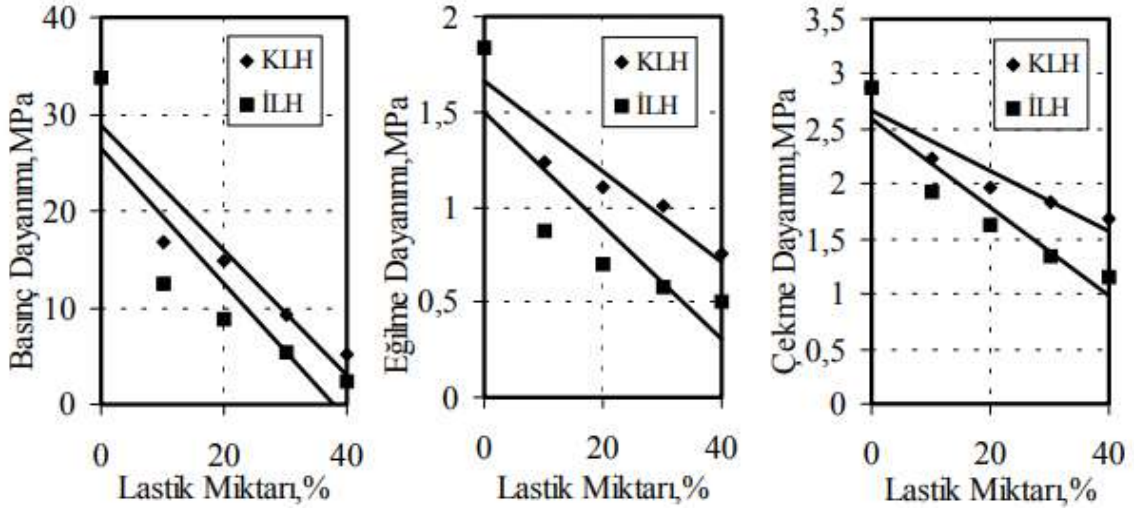 Basınç Dayanımı,MPa
40
30
20
10
0
KLH
İLH
0 20 40
Lastik Miktarı,%
Eğilme Dayanımı,MPa
2
1,5
1
0,5
0
KLH
İLH
0 20 40
Lastik Miktarı,%
Çekme Dayanımı,MPa
3,5
3
2,5
2
1,5
1
0,5
0
KLH
İLH
0 20 40
Lastik Miktarı,%